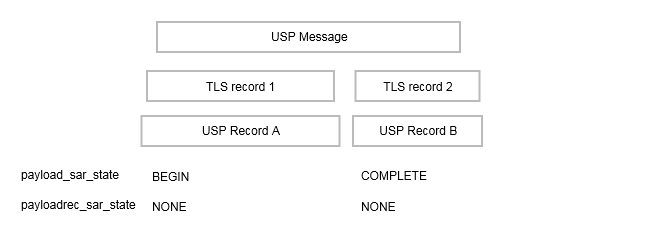 USP Message
TLS record 1 TLS record 2
USP Record A USP Record B
payload_sar_state BEGIN COMPLETE
payloadrec_sar_state NONE NONE